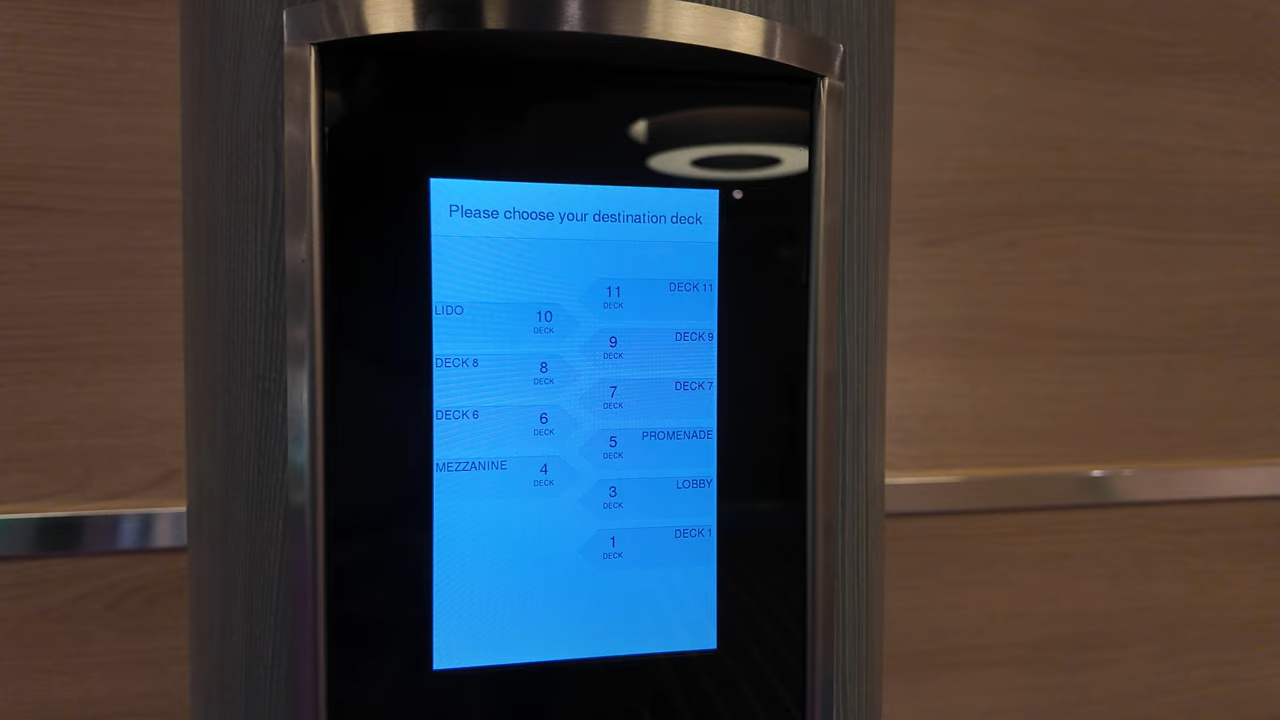 Please choose your destination deck
11
DECK
DECK 11
LIDO
10
DECK
9
DECK
DECK 9
DECK 8
8
DECK
7
DECK
DECK 7
DECK 6
6
DECK
5
DECK
PROMENADE
MEZZANINE
4
DECK
3
DECK
LOBBY
1
DECK
DECK 1